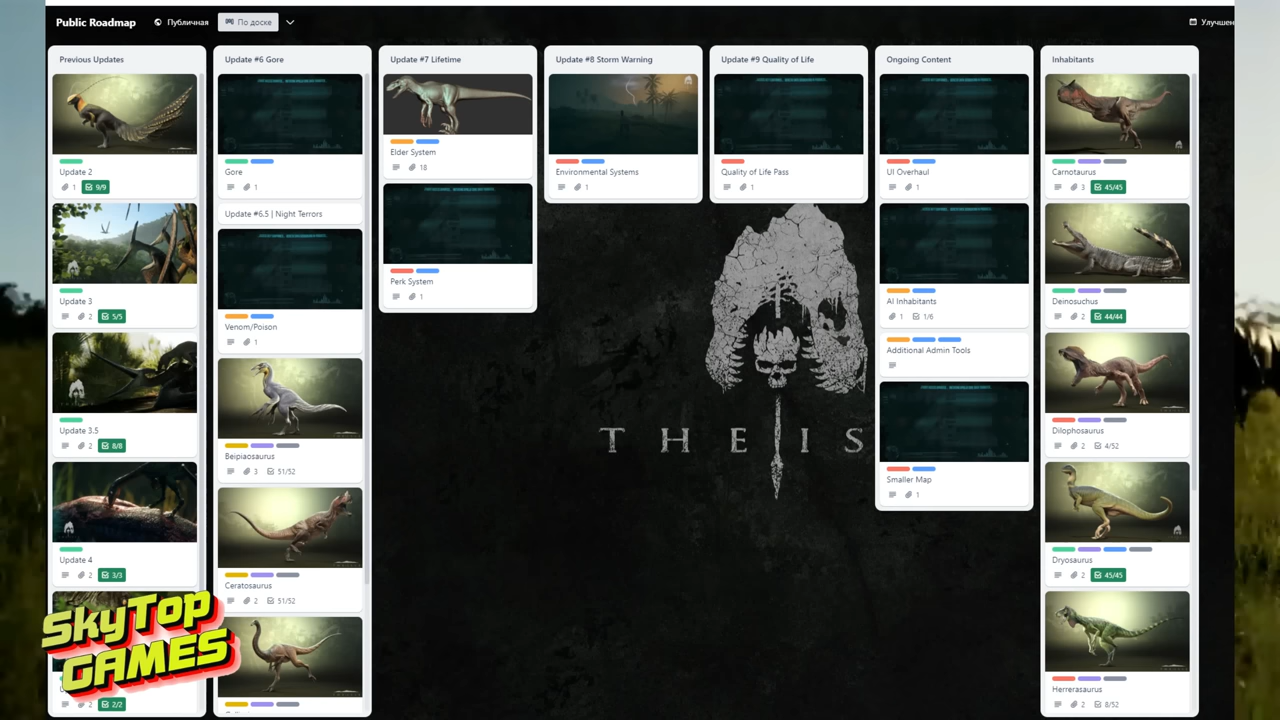 Public Roadmap
Публичная
По доске
Previous Updates
Update 2
1
9/9
Update 3
2
5/5
Update 3.5
2
8/8
Update 4
2
3/3
2
2/2
SkyTop
GAMES
Update #6 Gore
Gore
1
Update #6.5 | Night Terrors
Venom/Poison
1
Beipiaosaurus
3
51/52
Ceratosaurus
2
51/52
Update #7 Lifetime
Elder System
18
Perk System
1
Update #8 Storm Warning
Environmental Systems
1
Update #9 Quality of Life
Quality of Life Pass
1
THEIS
Ongoing Content
UI Overhaul
1
AI Inhabitants
1
1/6
Additional Admin Tools
Smaller Map
1
Inhabitants
Carnotaurus
3
45/45
Deinosuchus
2
44/44
Dilophosaurus
2
4/52
Dryosaurus
2
45/45
Herrerasaurus
2
8/52